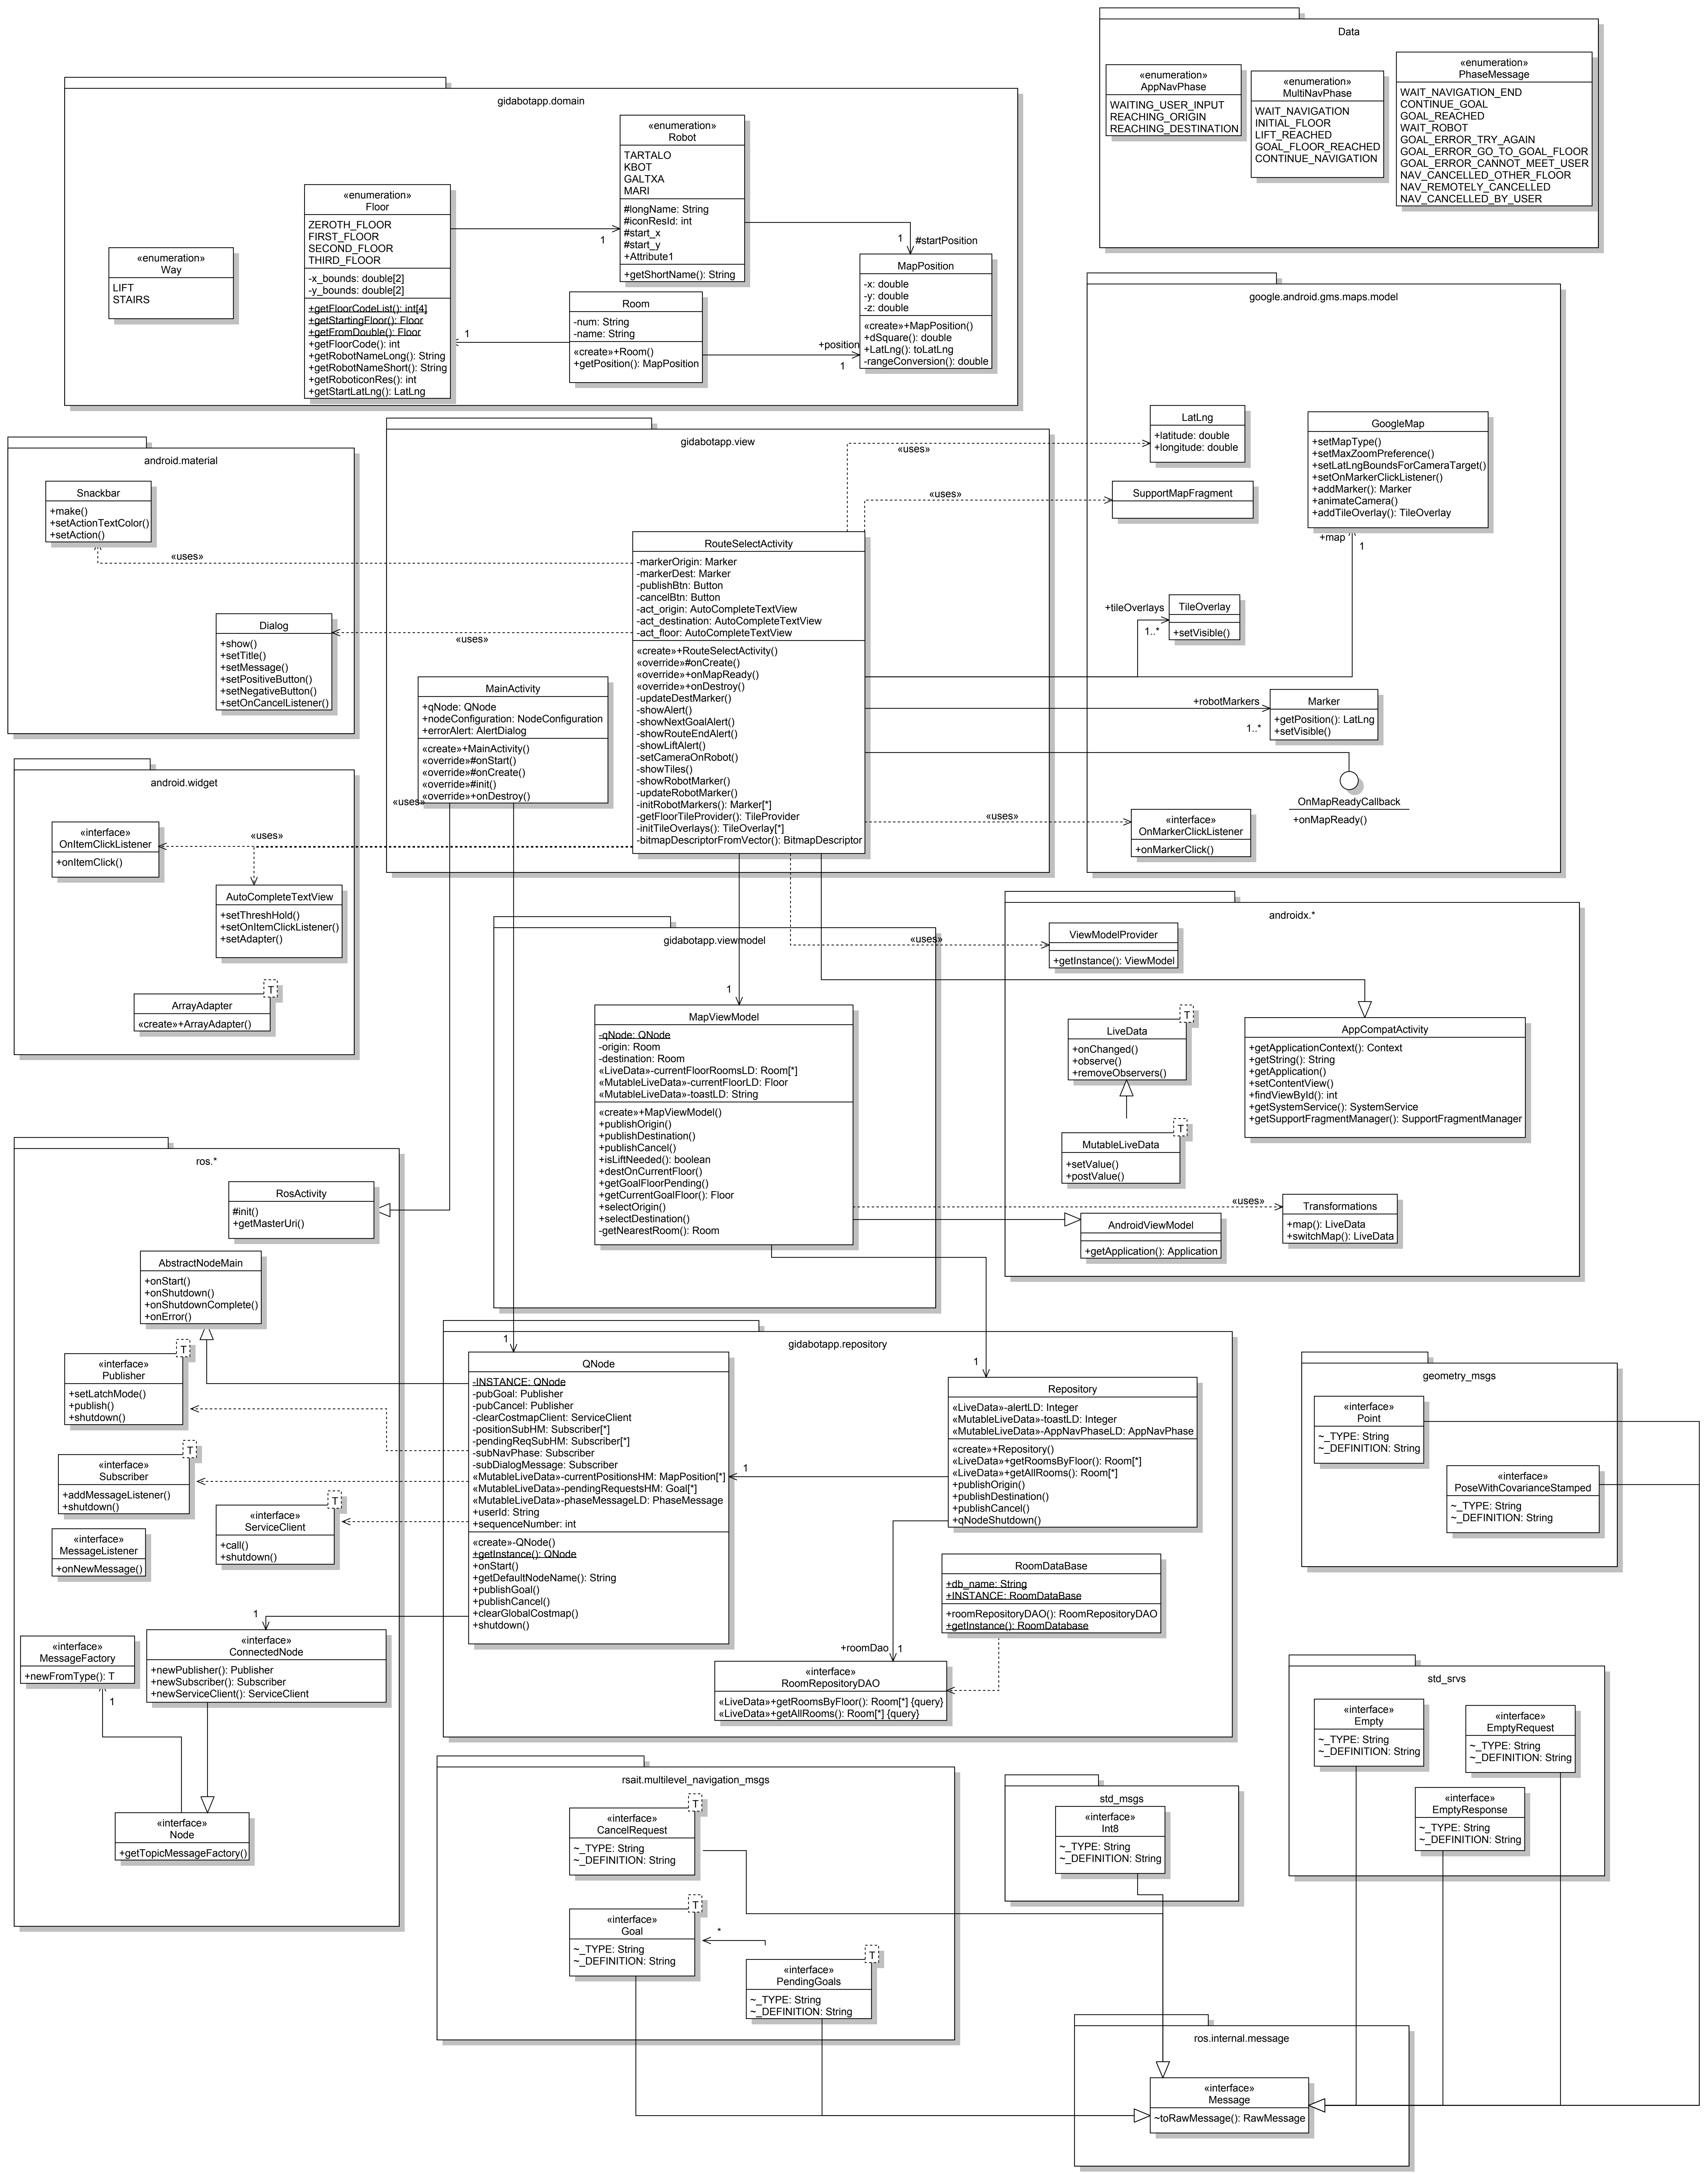 Data
«enumeration»
AppNavPhase
WAITING_USER_INPUT
REACHING_ORIGIN
REACHING_DESTINATION
«enumeration»
MultiNavPhase
WAIT_NAVIGATION
INITIAL_FLOOR
LIFT_REACHED
GOAL_FLOOR_REACHED
CONTINUE_NAVIGATION
«enumeration»
PhaseMessage
WAIT_NAVIGATION_END
CONTINUE_GOAL
GOAL_REACHED
WAIT_ROBOT
GOAL_ERROR_TRY_AGAIN
GOAL_ERROR_GO_TO_GOAL_FLOOR
GOAL_ERROR_CANNOT_MEET_USER
NAV_CANCELLED_OTHER_FLOOR
NAV_REMOTELY_CANCELLED
NAV_CANCELLED_BY_USER
gidabotapp.domain
«enumeration»
Way
LIFT
STAIRS
«enumeration»
Floor
ZEROTH_FLOOR
FIRST_FLOOR
SECOND_FLOOR
THIRD_FLOOR
-x_bounds: double[2]
-y_bounds: double[2]
+getFloorCodeList(): int[4]
+getStartingFloor(): Floor
+getFromDouble(): Floor
+getFloorCode(): int
+getRobotNameLong(): String
+getRobotNameShort(): String
+getRoboticonRes(): int
+getStartLatLng(): LatLng
«enumeration»
Robot
TARTALO
KBOT
GALTXA
MARI
#longName: String
#iconResId: int
#start_x
#start_y
+Attribute1
+getShortName(): String
1
1
#startPosition
MapPosition
-x: double
-y: double
-z: double
«create»+MapPosition()
+dSquare(): double
+LatLng(): toLatLng
-rangeConversion(): double
Room
-num: String
-name: String
«create»+Room()
+getPosition(): MapPosition
1
+position
1
google.android.gms.maps.model
LatLng
+latitude: double
+longitude: double
SupportMapFragment
GoogleMap
+setMapType()
+setMaxZoomPreference()
+setLatLngBoundsForCameraTarget()
+setOnMarkerClickListener()
+addMarker(): Marker
+animateCamera()
+addTileOverlay(): TileOverlay
+map
1
+tileOverlays
1..*
TileOverlay
+setVisible()
+robotMarkers
1..*
Marker
+getPosition(): LatLng
+setVisible()
OnMapReadyCallback
+onMapReady()
«interface»
OnMarkerClickListener
+onMarkerClick()
android.material
Snackbar
+make()
+setActionTextColor()
+setAction()
Dialog
+show()
+setTitle()
+setMessage()
+setPositiveButton()
+setNegativeButton()
+setOnCancelListener()
gidabotapp.view
«uses»
«uses»
«uses»
«uses»
«uses»
«uses»
«uses»
RouteSelectActivity
-markerOrigin: Marker
-markerDest: Marker
-publishBtn: Button
-cancelBtn: Button
-act_origin: AutoCompleteTextView
-act_destination: AutoCompleteTextView
-act_floor: AutoCompleteTextView
«create»+RouteSelectActivity()
«override»#onCreate()
«override»+onMapReady()
«override»+onDestroy()
-updateDestMarker()
-showAlert()
-showNextGoalAlert()
-showRouteEndAlert()
-showLiftAlert()
-setCameraOnRobot()
-showTiles()
-showRobotMarker()
-updateRobotMarker()
-initRobotMarkers(): Marker[*]
-getFloorTileProvider(): TileProvider
-initTileOverlays(): TileOverlay[*]
-bitmapDescriptorFromVector(): BitmapDescriptor
MainActivity
+qNode: QNode
+nodeConfiguration: NodeConfiguration
+errorAlert: AlertDialog
«create»+MainActivity()
«override»#onStart()
«override»#onCreate()
«override»#init()
«override»+onDestroy()
android.widget
«interface»
OnItemClickListener
+onItemClick()
AutoCompleteTextView
+setThreshHold()
+setOnItemClickListener()
+setAdapter()
T
ArrayAdapter
«create»+ArrayAdapter()
gidabotapp.viewmodel
«uses»
1
MapViewModel
-qNode: QNode
-origin: Room
-destination: Room
«LiveData»-currentFloorRoomsLD: Room[*]
«MutableLiveData»-currentFloorLD: Floor
«MutableLiveData»-toastLD: String
«create»+MapViewModel()
+publishOrigin()
+publishDestination()
+publishCancel()
+isLiftNeeded(): boolean
+destOnCurrentFloor()
+getGoalFloorPending()
+getCurrentGoalFloor(): Floor
+selectOrigin()
+selectDestination()
-getNearestRoom(): Room
androidx.*
ViewModelProvider
+getInstance(): ViewModel
T
LiveData
+onChanged()
+observe()
+removeObservers()
T
MutableLiveData
+setValue()
+postValue()
AppCompatActivity
+getApplicationContext(): Context
+getString(): String
+getApplication()
+setContentView()
+findViewById(): int
+getSystemService(): SystemService
+getSupportFragmentManager(): SupportFragmentManager
«uses»
AndroidViewModel
+getApplication(): Application
Transformations
+map(): LiveData
+switchMap(): LiveData
ros.*
RosActivity
#init()
+getMasterUri()
AbstractNodeMain
+onStart()
+onShutdown()
+onShutdownComplete()
+onError()
T
«interface»
Publisher
+setLatchMode()
+publish()
+shutdown()
T
«interface»
Subscriber
+addMessageListener()
+shutdown()
T
«interface»
ServiceClient
+call()
+shutdown()
«interface»
MessageListener
+onNewMessage()
1
«interface»
MessageFactory
+newFromType(): T
1
«interface»
ConnectedNode
+newPublisher(): Publisher
+newSubscriber(): Subscriber
+newServiceClient(): ServiceClient
«interface»
Node
+getTopicMessageFactory()
gidabotapp.repository
1
QNode
-INSTANCE: QNode
-pubGoal: Publisher
-pubCancel: Publisher
-clearCostmapClient: ServiceClient
-positionSubHM: Subscriber[*]
-pendingReqSubHM: Subscriber[*]
-subNavPhase: Subscriber
-subDialogMessage: Subscriber
«MutableLiveData»-currentPositionsHM: MapPosition[*]
«MutableLiveData»-pendingRequestsHM: Goal[*]
«MutableLiveData»-phaseMessageLD: PhaseMessage
+userId: String
+sequenceNumber: int
«create»-QNode()
+getInstance(): QNode
+onStart()
+getDefaultNodeName(): String
+publishGoal()
+publishCancel()
+clearGlobalCostmap()
+shutdown()
1
1
Repository
«LiveData»-alertLD: Integer
«MutableLiveData»-toastLD: Integer
«MutableLiveData»-AppNavPhaseLD: AppNavPhase
«create»+Repository()
«LiveData»+getRoomsByFloor: Room[*]
«LiveData»+getAllRooms: Room[*]
+publishOrigin()
+publishDestination()
+publishCancel()
+qNodeShutdown()
RoomDataBase
+db_name: String
+INSTANCE: RoomDataBase
+roomRepositoryDAO(): RoomRepositoryDAO
+getInstance(): RoomDatabase
+roomDao
1
«interface»
RoomRepositoryDAO
«LiveData»+getRoomsByFloor: Room[*] {query}
«LiveData»+getAllRooms: Room[*] {query}
geometry_msgs
«interface»
Point
~_TYPE: String
~_DEFINITION: String
«interface»
PoseWithCovarianceStamped
~_TYPE: String
~_DEFINITION: String
std_srvs
«interface»
Empty
~_TYPE: String
~_DEFINITION: String
«interface»
EmptyRequest
~_TYPE: String
~_DEFINITION: String
«interface»
EmptyResponse
~_TYPE: String
~_DEFINITION: String
rsait.multilevel_navigation_msgs
T
«interface»
CancelRequest
~_TYPE: String
~_DEFINITION: String
T
«interface»
Goal
~_TYPE: String
~_DEFINITION: String
*
T
«interface»
PendingGoals
~_TYPE: String
~_DEFINITION: String
std_msgs
«interface»
Int8
~_TYPE: String
~_DEFINITION: String
ros.internal.message
«interface»
Message
~toRawMessage(): RawMessage